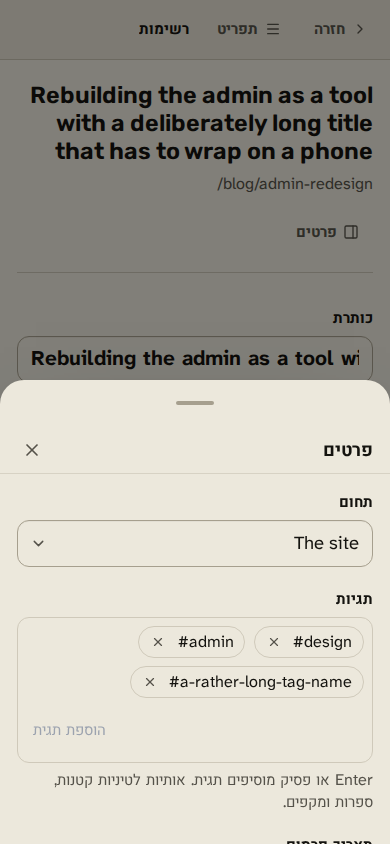 חזרה
תפריט
רשימות
Rebuilding the admin as a tool
with a deliberately long title
that has to wrap on a phone
/blog/admin-redesign
פרטים
כותרת
Rebuilding the admin as a tool wi
פרטים
תחום
The site
תגיות
#design
#admin
#a-rather-long-tag-name
הוספת תגית
Enter או פסיק מוסיפים תגית. אותיות לטיניות קטנות,
ספרות ומקפים.
תאריך פרסום